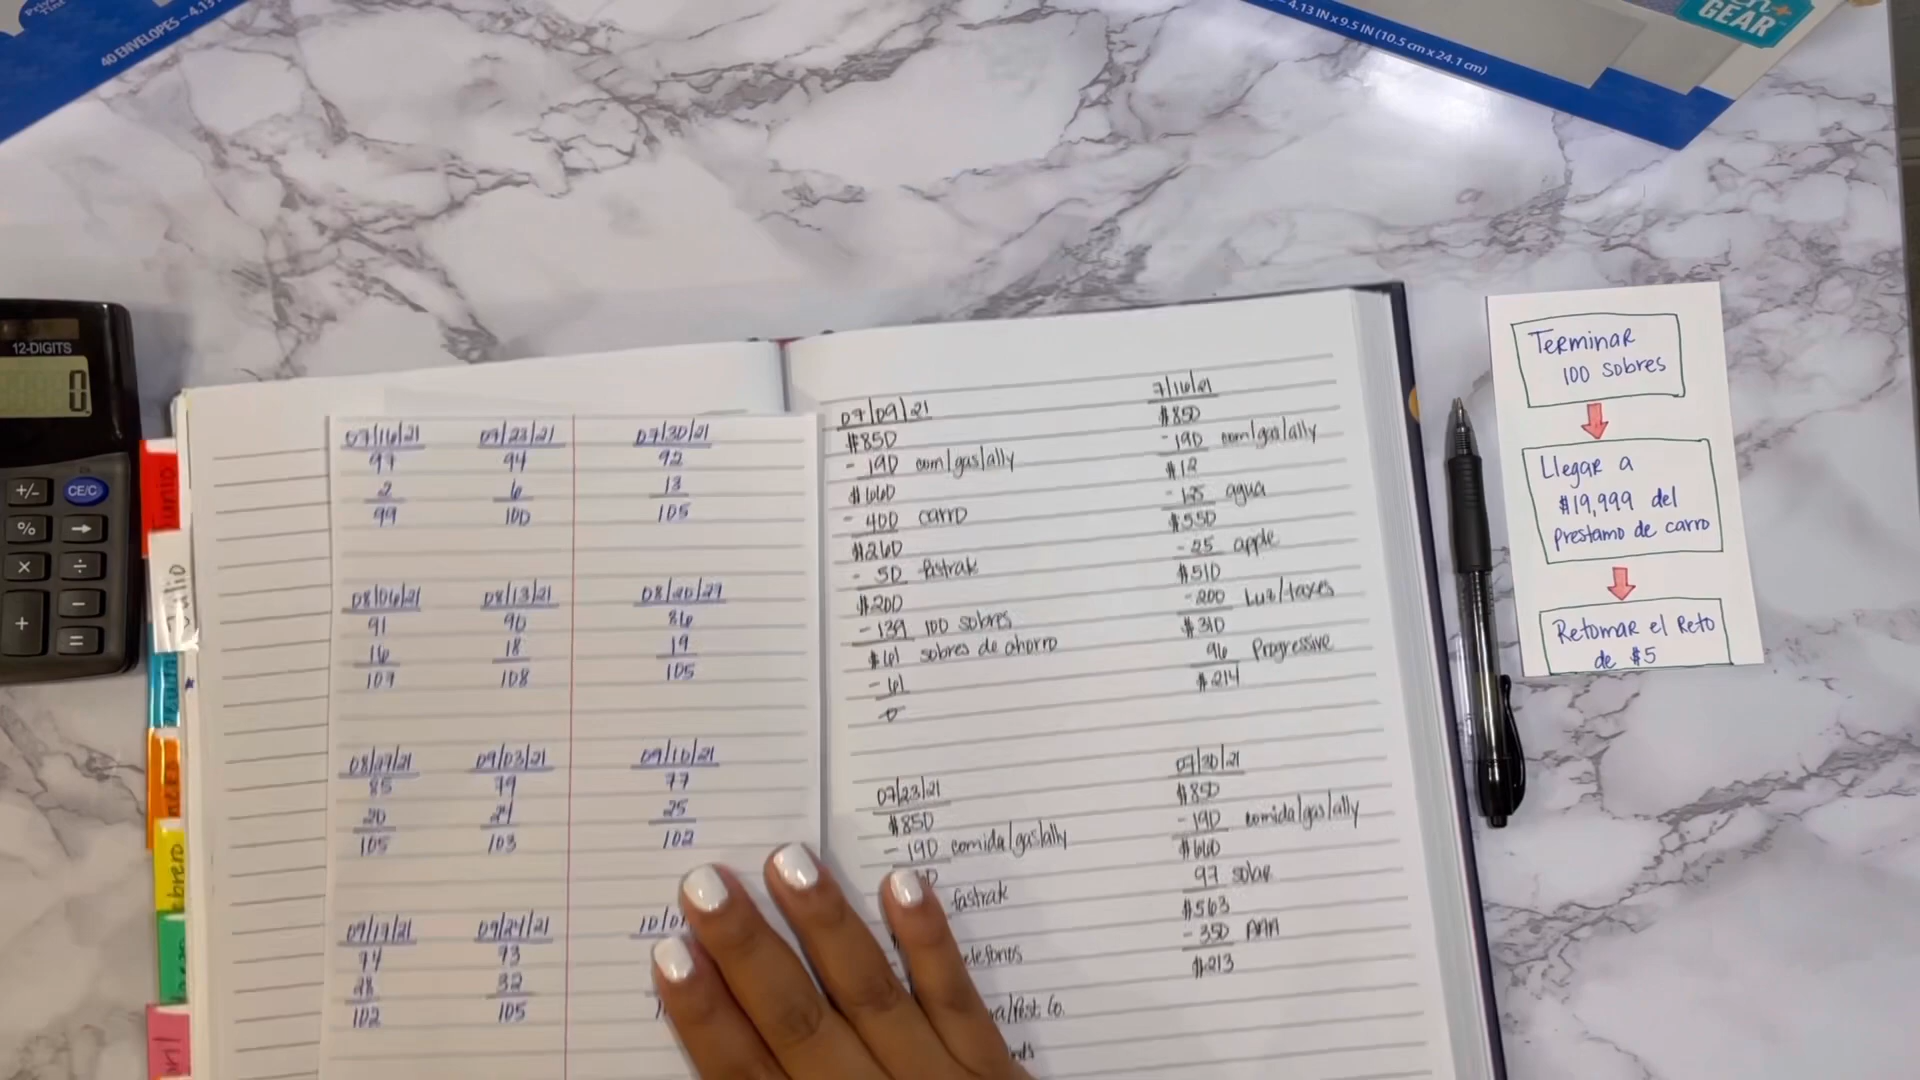 40 ENVELOPES – 4.13
4.13 IN x 9.5 IN (10.5 cm x 24.1 cm)
GEAR
12-DIGITS
0.
+/-
CE/C
%
→
×
÷
+
−
=
Junio
Julio
07/16/21
97
2
99
07/23/21
94
6
100
07/30/21
92
13
105
08/06/21
91
16
107
08/13/21
90
18
108
86
19
105
08/27/21
85
20
105
09/03/21
79
24
103
09/10/21
77
25
102
09/17/21
74
28
102
09/24/21
73
32
105
07/09/21
$850
- 190 com/gas/ally
$660
- 400 carro
$260
- 50 fastrak
$200
- 139 100 sobres
$61 sobres de ahorro
- 61
0
7/16/21
$850
- 190 com/gas/ally
- 125 agua
$550
- 25 apple
$510
- 200 Luz/taxes
$310
96 Progressive
$214
07/23/21
$850
- 190 comida/gas/ally
fastrak
elefonos
/Pest Co.
07/30/21
$850
- 190 comida/gas/ally
$660
97 solar
$563
- 350 AAA
$213
Terminar
100 sobres
Llegar a
$19,999 del
prestamo de carro
Retomar el Reto
de $5